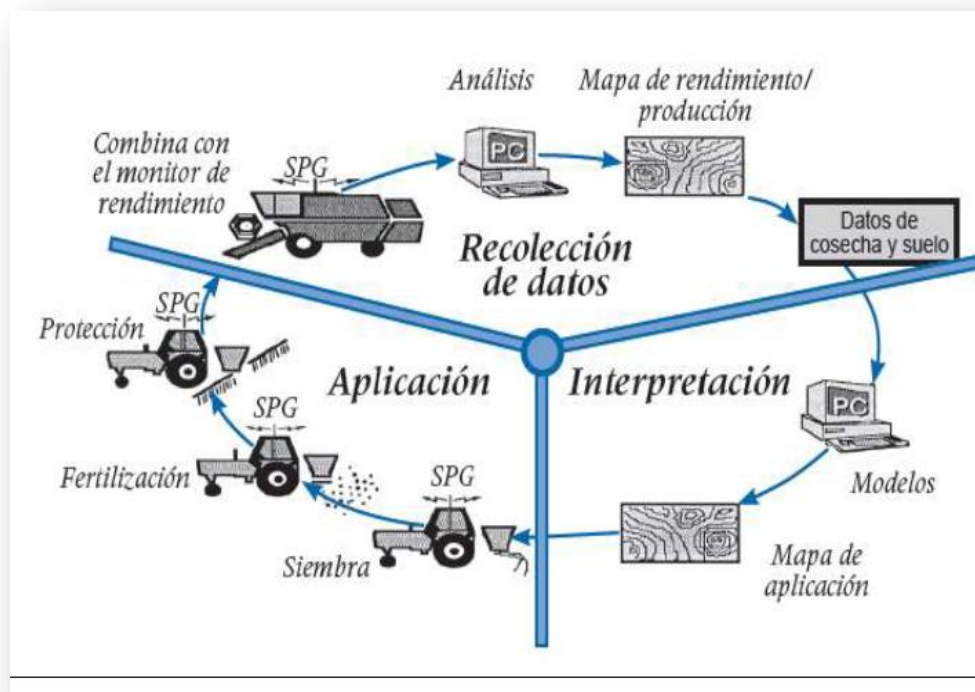 Análisis
Mapa de rendimiento/
producción
Combina con
el monitor de
rendimiento
SPG
PC
Datos de
cosecha y suelo
Recolección
de datos
SPG
Protección
Aplicación
Interpretación
PC
SPG
Fertilización
Modelos
SPG
Siembra
Mapa de
aplicación